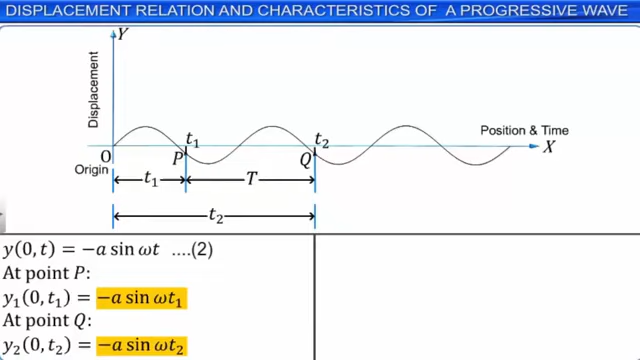 DISPLACEMENT RELATION AND CHARACTERISTICS OF A PROGRESSIVE WAVE
Y
Displacement
t₁
t₂
Position & Time
O
P
Q
X
Origin
t₁
T
t₂
y(0, t) = −a sin ωt ....(2)
At point P:
y₁(0, t₁) = −a sin ωt₁
At point Q:
y₂(0, t₂) = −a sin ωt₂